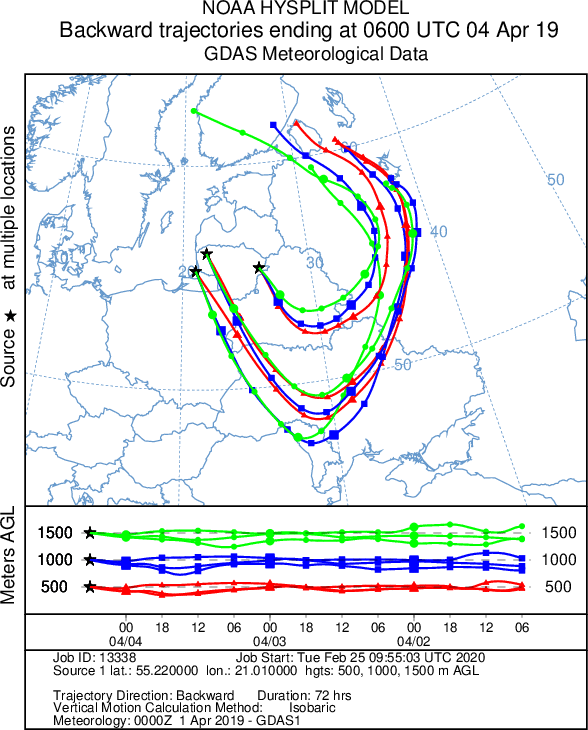 NOAA HYSPLIT MODEL
Backward trajectories ending at 0600 UTC 04 Apr 19
GDAS Meteorological Data
Source ★ at multiple locations
50
40
30
50
Meters AGL
1500 1500
1000 1000
500 500
00 18 12 06 00 18 12 06 00 18 12 06
04/04 04/03 04/02
Job ID: 13338 Job Start: Tue Feb 25 09:55:03 UTC 2020
Source 1 lat.: 55.220000 lon.: 21.010000 hgts: 500, 1000, 1500 m AGL
Trajectory Direction: Backward Duration: 72 hrs
Vertical Motion Calculation Method: Isobaric
Meteorology: 0000Z 1 Apr 2019 - GDAS1